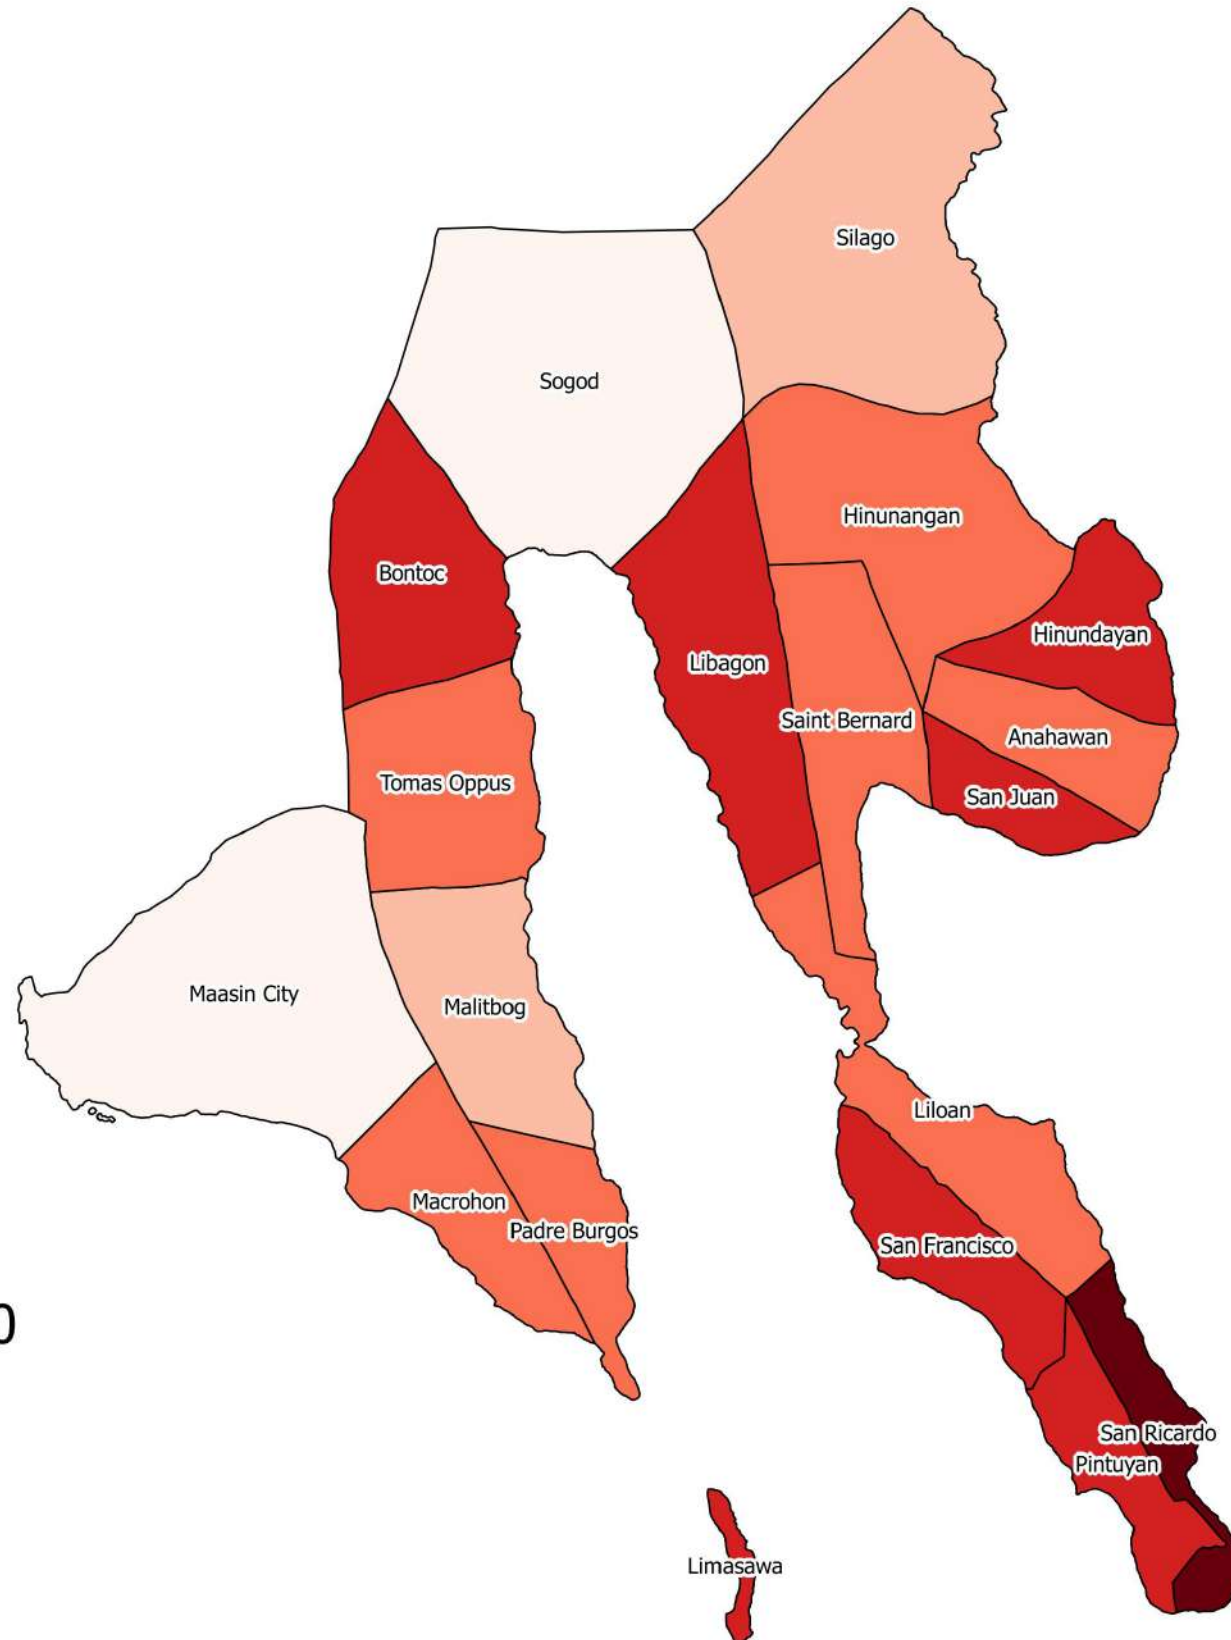 Silago
Sogod
Hinunangan
Bontoc
Hinundayan
Libagon
Saint Bernard
Anahawan
Tomas Oppus
San Juan
Maasin City
Malitbog
Liloan
Macrohon
Padre Burgos
San Francisco
0
San Ricardo
Pintuyan
Limasawa